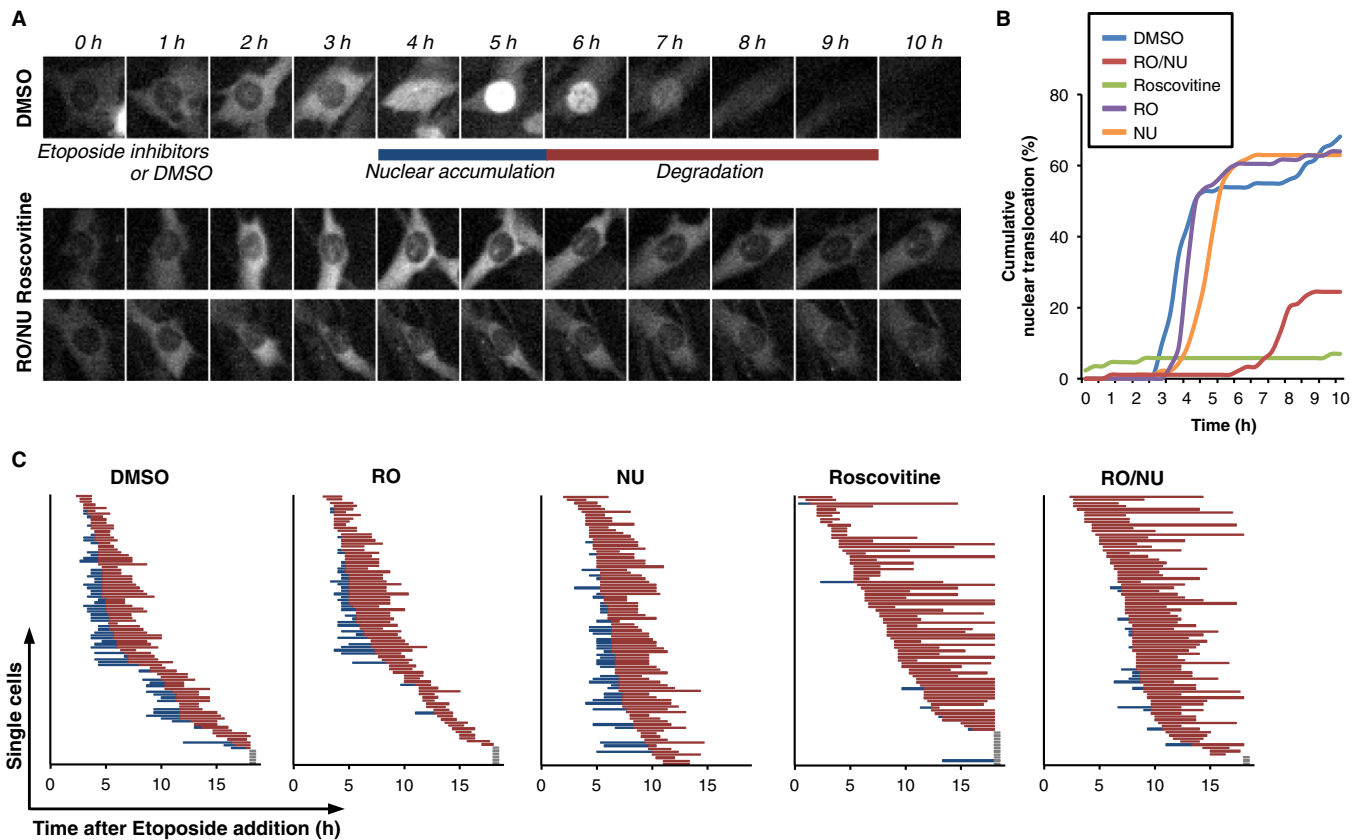 A
0 h 1 h 2 h 3 h 4 h 5 h 6 h 7 h 8 h 9 h 10 h
DMSO
Etoposide inhibitors
or DMSO
Nuclear accumulation
Degradation
Roscovitine
RO/NU
B
DMSO
RO/NU
Roscovitine
RO
NU
80
60
40
20
0
Cumulative
nuclear translocation (%)
0 1 2 3 4 5 6 7 8 9 10
Time (h)
C
DMSO RO NU Roscovitine RO/NU
Single cells
0 5 10 15 0 5 10 15 0 5 10 15 0 5 10 15 0 5 10 15
Time after Etoposide addition (h)